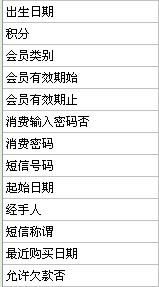 出生日期
积分
会员类别
会员有效期始
会员有效期止
消费输入密码否
消费密码
短信号码
起始日期
经手人
短信称谓
最近购买日期
允许欠款否